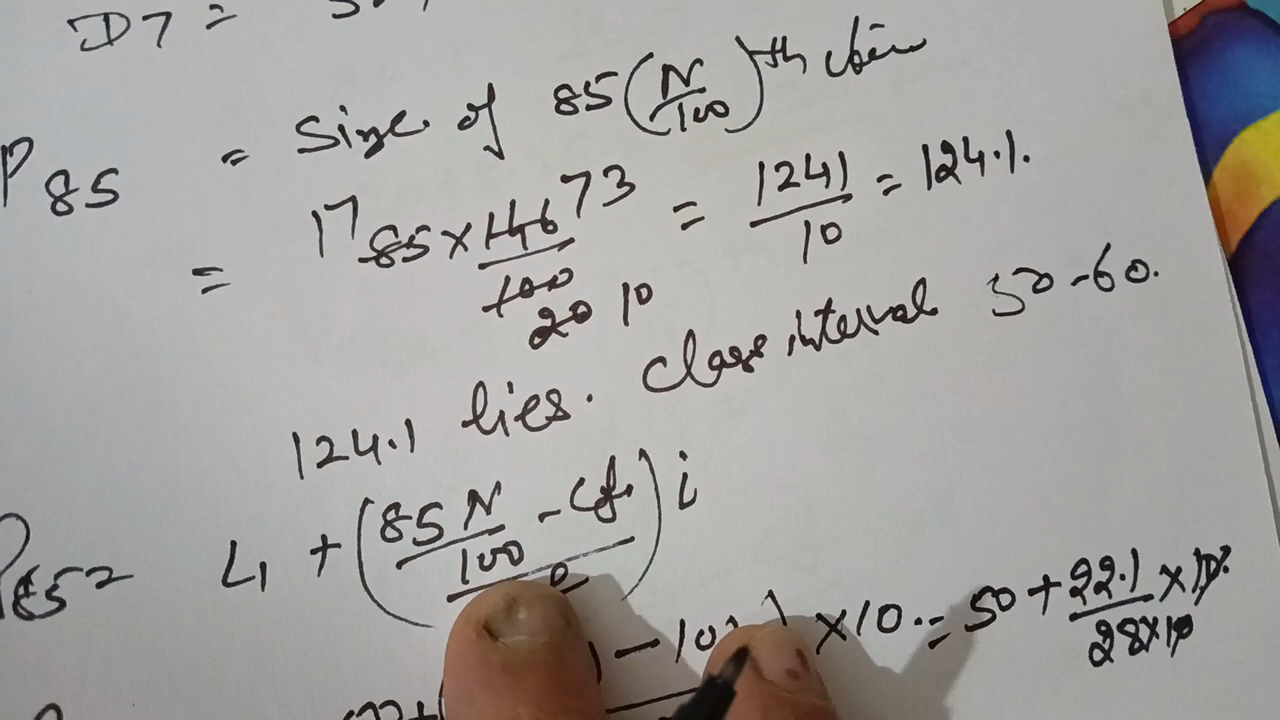 D7 =
P85 = Size of 85(N/100)th item
= 17 85 × 146 73 / 100 20 10 = 1241/10 = 124.1.
124.1 lies. Class interval 50-60.
P85 = L1 + (85N/100 - Cf.) i
- 10 × 10. = 50 + 22.1 × 10 / 28×10